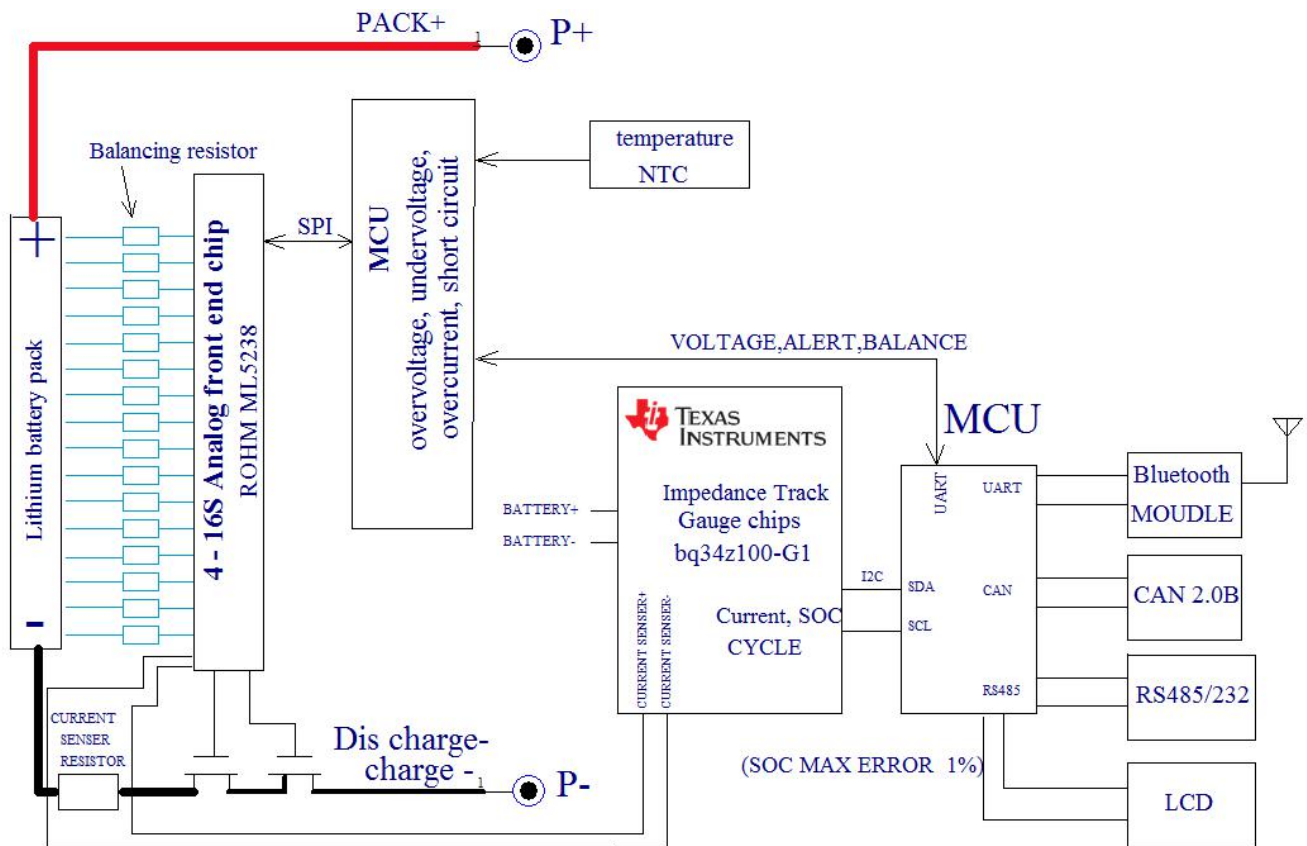 PACK+
1
P+
Balancing resistor
temperature
NTC
SPI
+
Lithium battery pack
-
4 - 16S Analog front end chip
ROHM ML5238
MCU
overvoltage, undervoltage,
overcurrent, short circuit
VOLTAGE,ALERT,BALANCE
TEXAS
INSTRUMENTS
Impedance Track
Gauge chips
bq34z100-G1
BATTERY+
BATTERY-
Current, SOC
CYCLE
CURRENT SENSER+
CURRENT SENSER-
I2C
MCU
UART
UART
SDA
CAN
SCL
RS485
Bluetooth
MOUDLE
CAN 2.0B
RS485/232
LCD
(SOC MAX ERROR 1%)
CURRENT
SENSER
RESISTOR
Dis charge-
charge -
1
P-